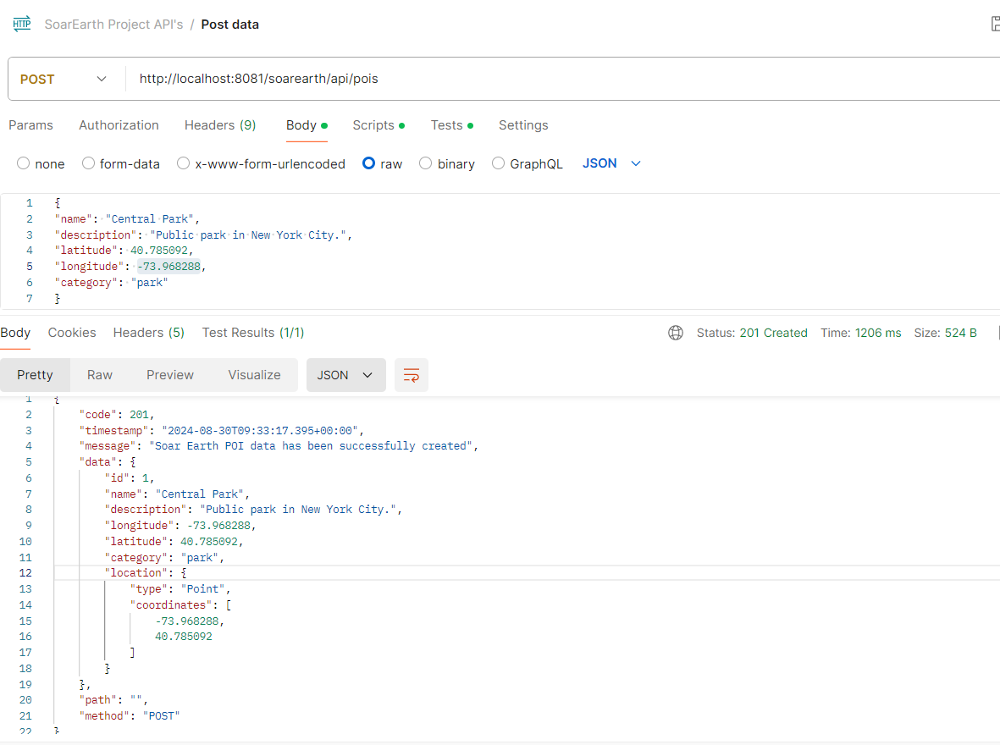 HTTP SoarEarth Project API's / Post data
POST http://localhost:8081/soarearth/api/pois
Params Authorization Headers (9) Body Scripts Tests Settings
none form-data x-www-form-urlencoded raw binary GraphQL JSON
1 {
2 "name": "Central Park",
3 "description": "Public park in New York City.",
4 "latitude": 40.785092,
5 "longitude": -73.968288,
6 "category": "park"
7 }
Body Cookies Headers (5) Test Results (1/1) Status: 201 Created Time: 1206 ms Size: 524 B
Pretty Raw Preview Visualize JSON
1 {
2 "code": 201,
3 "timestamp": "2024-08-30T09:33:17.395+00:00",
4 "message": "Soar Earth POI data has been successfully created",
5 "data": {
6 "id": 1,
7 "name": "Central Park",
8 "description": "Public park in New York City.",
9 "longitude": -73.968288,
10 "latitude": 40.785092,
11 "category": "park",
12 "location": {
13 "type": "Point",
14 "coordinates": [
15 -73.968288,
16 40.785092
17 ]
18 }
19 },
20 "path": "",
21 "method": "POST"
22 }